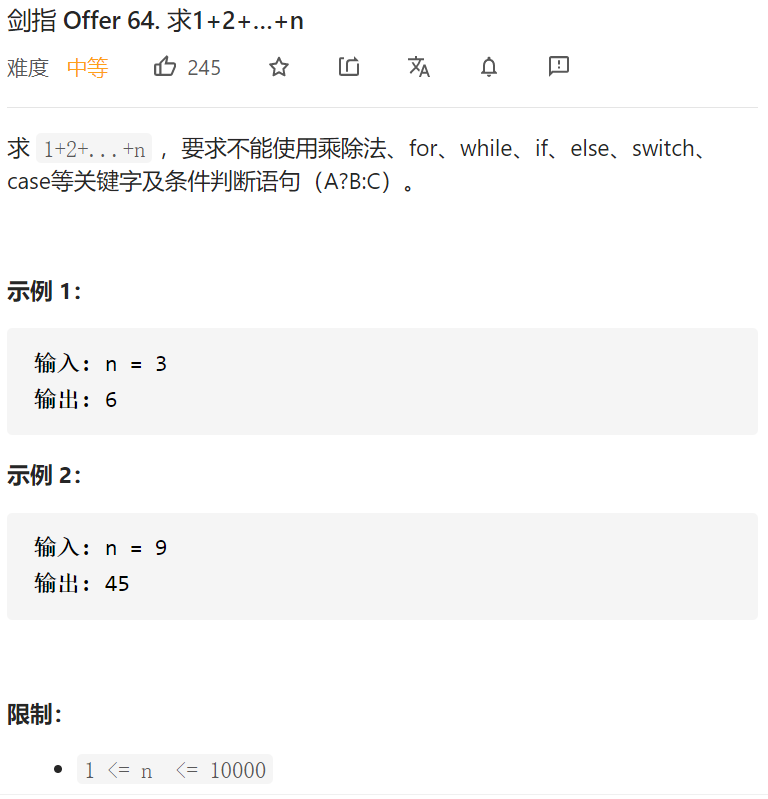 剑指 Offer 64. 求1+2+…+n
难度 中等 245
求 1+2+...+n ，要求不能使用乘除法、for、while、if、else、switch、
case等关键字及条件判断语句（A?B:C）。
示例 1：
输入: n = 3
输出: 6
示例 2：
输入: n = 9
输出: 45
限制：
• 1 <= n <= 10000